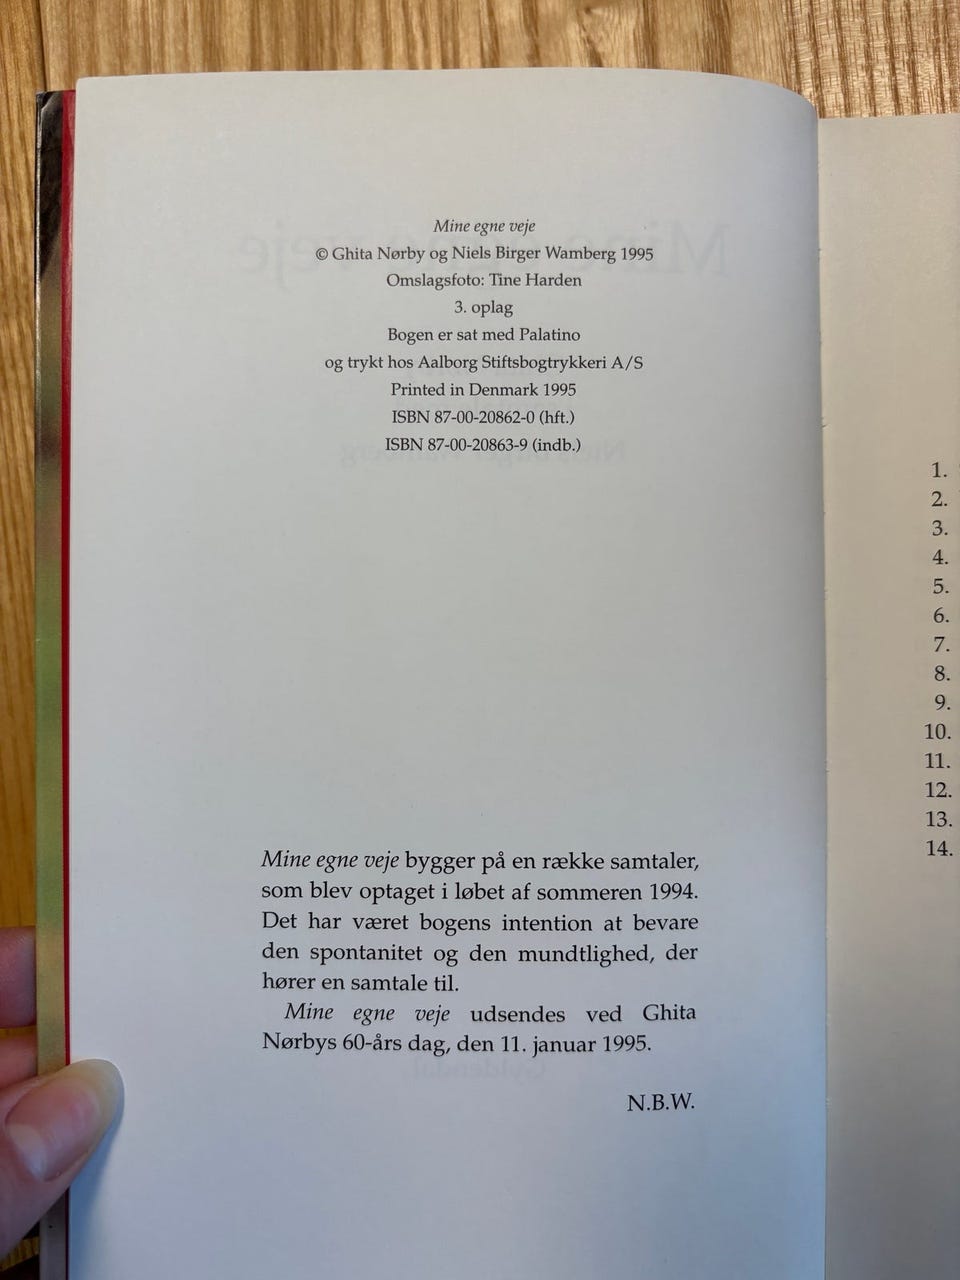 Mine egne veje
© Ghita Nørby og Niels Birger Wamberg 1995
Omslagsfoto: Tine Harden
3. oplag
Bogen er sat med Palatino
og trykt hos Aalborg Stiftsbogtrykkeri A/S
Printed in Denmark 1995
ISBN 87-00-20862-0 (hft.)
ISBN 87-00-20863-9 (indb.)
Mine egne veje bygger på en række samtaler,
som blev optaget i løbet af sommeren 1994.
Det har været bogens intention at bevare
den spontanitet og den mundtlighed, der
hører en samtale til.
Mine egne veje udsendes ved Ghita
Nørbys 60-års dag, den 11. januar 1995.
N.B.W.
1.
2.
3.
4.
5.
6.
7.
8.
9.
10.
11.
12.
13.
14.